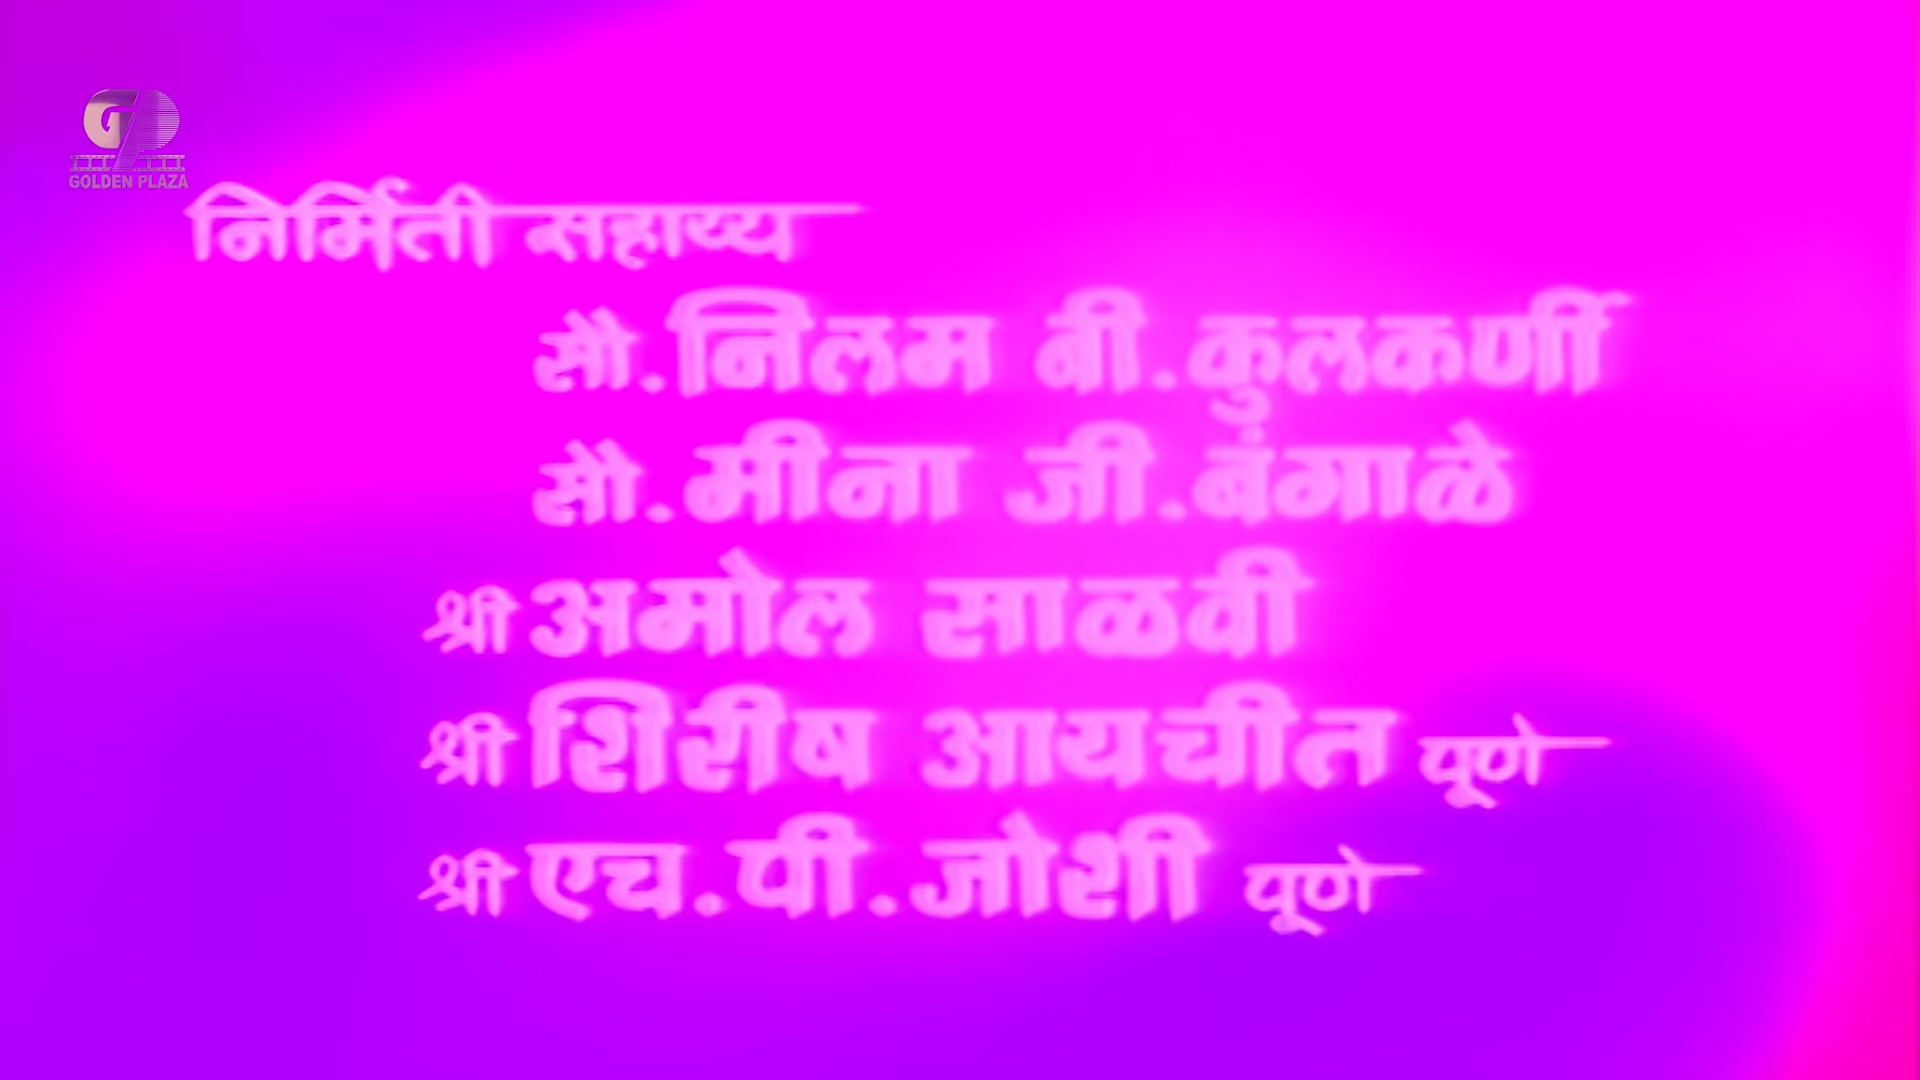 GOLDEN PLAZA
निर्मिती सहाय्य
सौ. निलम बी. कुलकर्णी
सौ. मीना जी. बंगाळे
श्री अमोल साळवी
श्री शिरीष आयचीत पूणे
श्री एच. पी. जोशी पूणे